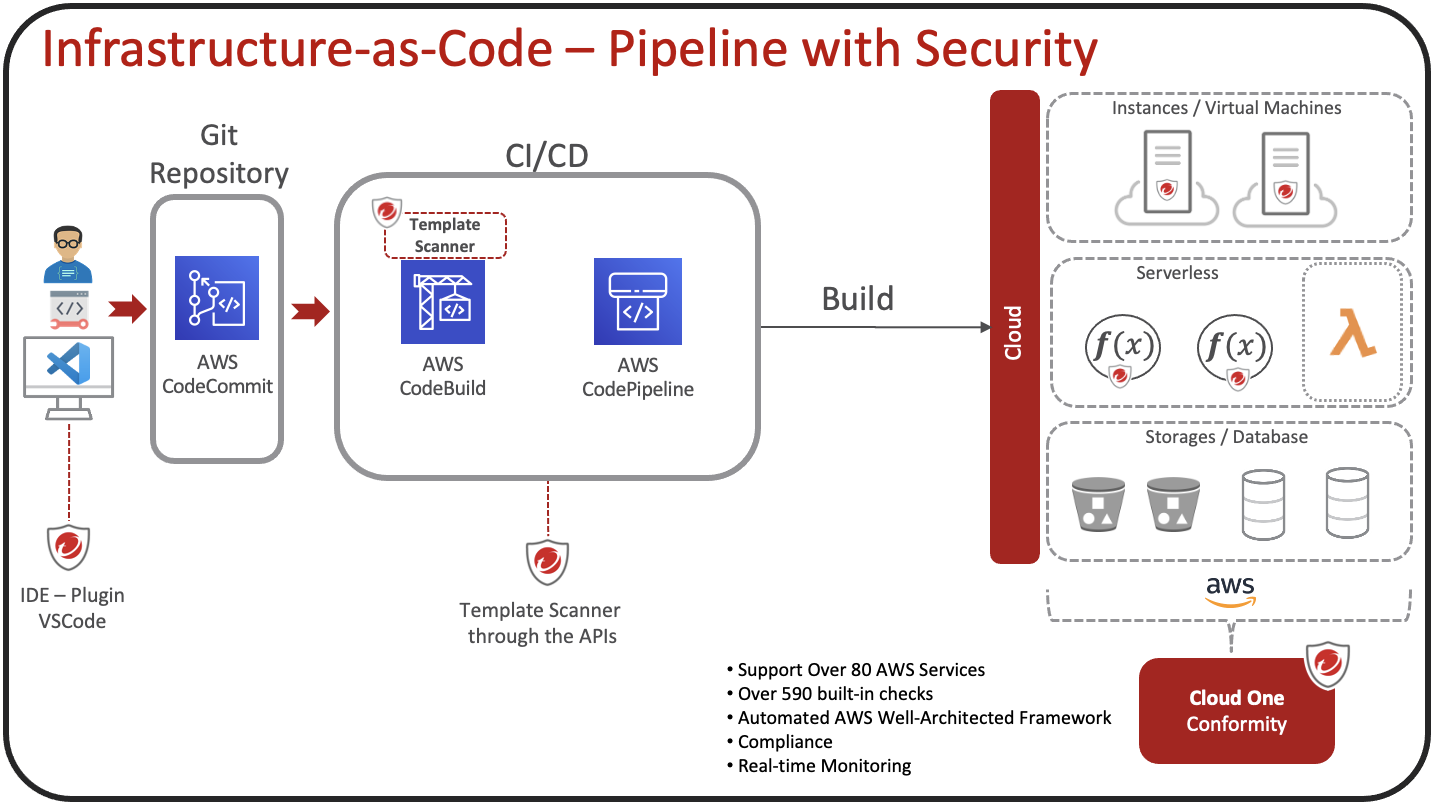 Infrastructure-as-Code – Pipeline with Security
Git
Repository
AWS
CodeCommit
CI/CD
Template
Scanner
AWS
CodeBuild
AWS
CodePipeline
Build
Cloud
Instances / Virtual Machines
Serverless
f(x)
f(x)
λ
Storages / Database
aws
IDE – Plugin
VSCode
Template Scanner
through the APIs
• Support Over 80 AWS Services
• Over 590 built-in checks
• Automated AWS Well-Architected Framework
• Compliance
• Real-time Monitoring
Cloud One
Conformity